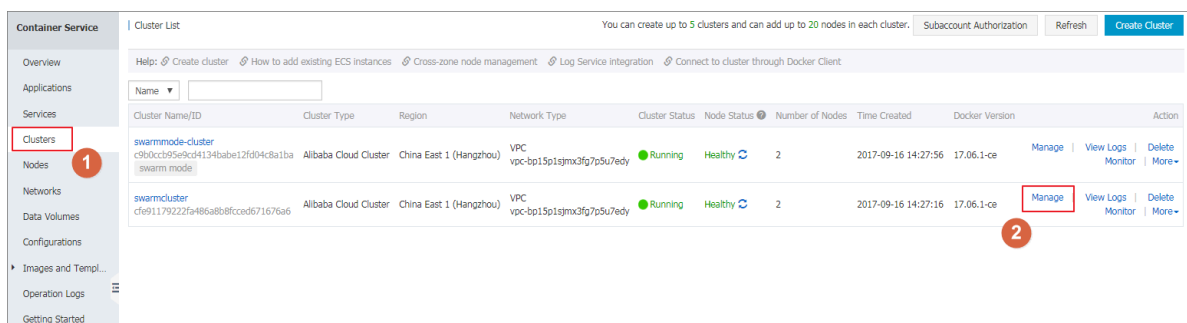 Container Service
Overview
Applications
Services
Clusters
1
Nodes
Networks
Data Volumes
Configurations
Images and Templ...
Operation Logs
Getting Started
Cluster List
You can create up to 5 clusters and can add up to 20 nodes in each cluster. Subaccount Authorization Refresh Create Cluster
Help: Create cluster How to add existing ECS instances Cross-zone node management Log Service integration Connect to cluster through Docker Client
Name
Cluster Name/ID Cluster Type Region Network Type Cluster Status Node Status Number of Nodes Time Created Docker Version Action
swarmmode-cluster
c9b0ccb95e9cd4134babe12fd04c8a1ba
swarm mode
Alibaba Cloud Cluster China East 1 (Hangzhou)
VPC
vpc-bp15p1sjmx3fg7p5u7edy
Running Healthy 2 2017-09-16 14:27:56 17.06.1-ce
Manage | View Logs | Delete
Monitor | More
swarmcluster
cfe91179222fa486a8b8fcced671676a6
Alibaba Cloud Cluster China East 1 (Hangzhou)
VPC
vpc-bp15p1sjmx3fg7p5u7edy
Running Healthy 2 2017-09-16 14:27:16 17.06.1-ce
Manage | View Logs | Delete
Monitor | More
2